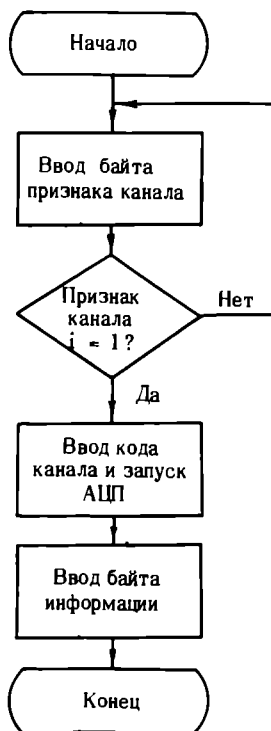 Начало
Ввод байта
признака канала
Признак
канала
i = 1?
Нет
Да
Ввод кода
канала и запуск
АЦП
Ввод байта
информации
Конец